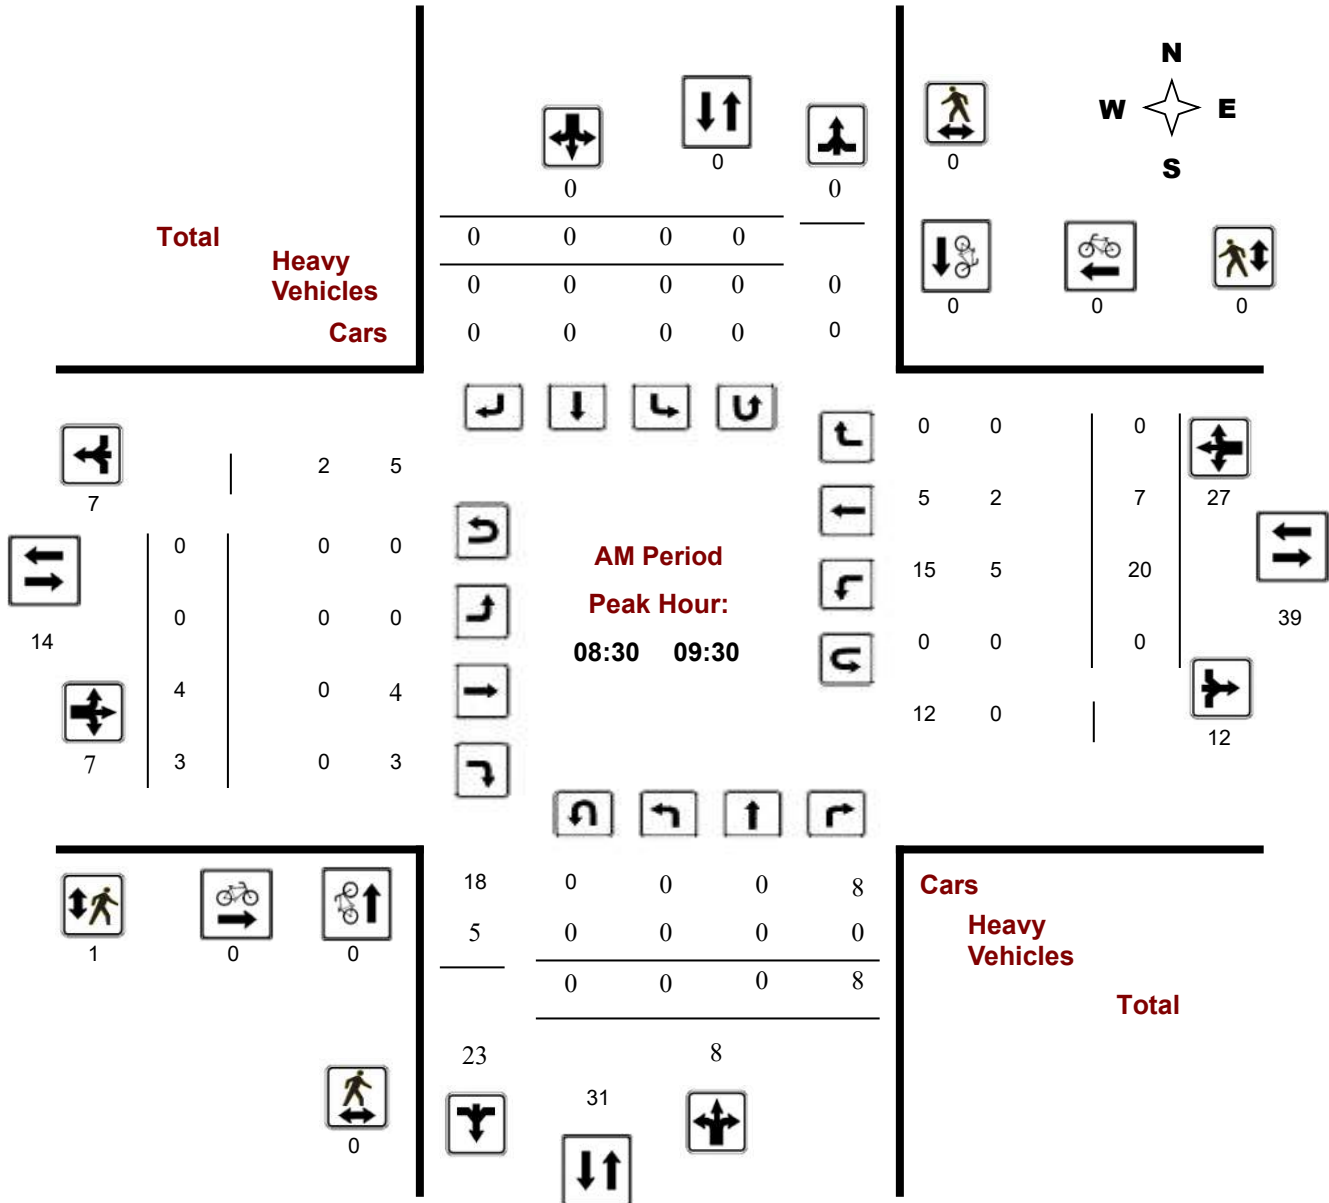 N
W E
S
0
0
0 0
0
Total
0 0 0 0
Heavy
Vehicles
0 0 0 0 0
Cars
0 0 0 0 0
0 0 0
0 0 0
2 5
7
5 2 7 27
0 0 0
AM Period
15 5 20
Peak Hour:
0 0 0
14
39
08:30 09:30
0 0 0
4 0 4
12 0
12
7 3 0 3
18 0 0 0 8
Cars
5 0 0 0 0
Heavy
Vehicles
1 0 0
0 0 0 8
Total
23 8
31
0